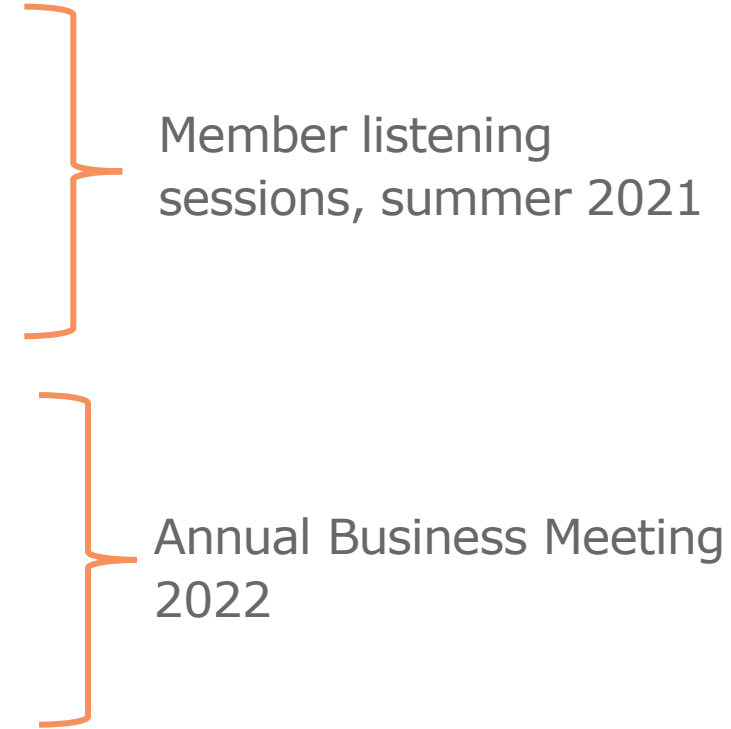 Member listening
sessions, summer 2021
Annual Business Meeting
2022